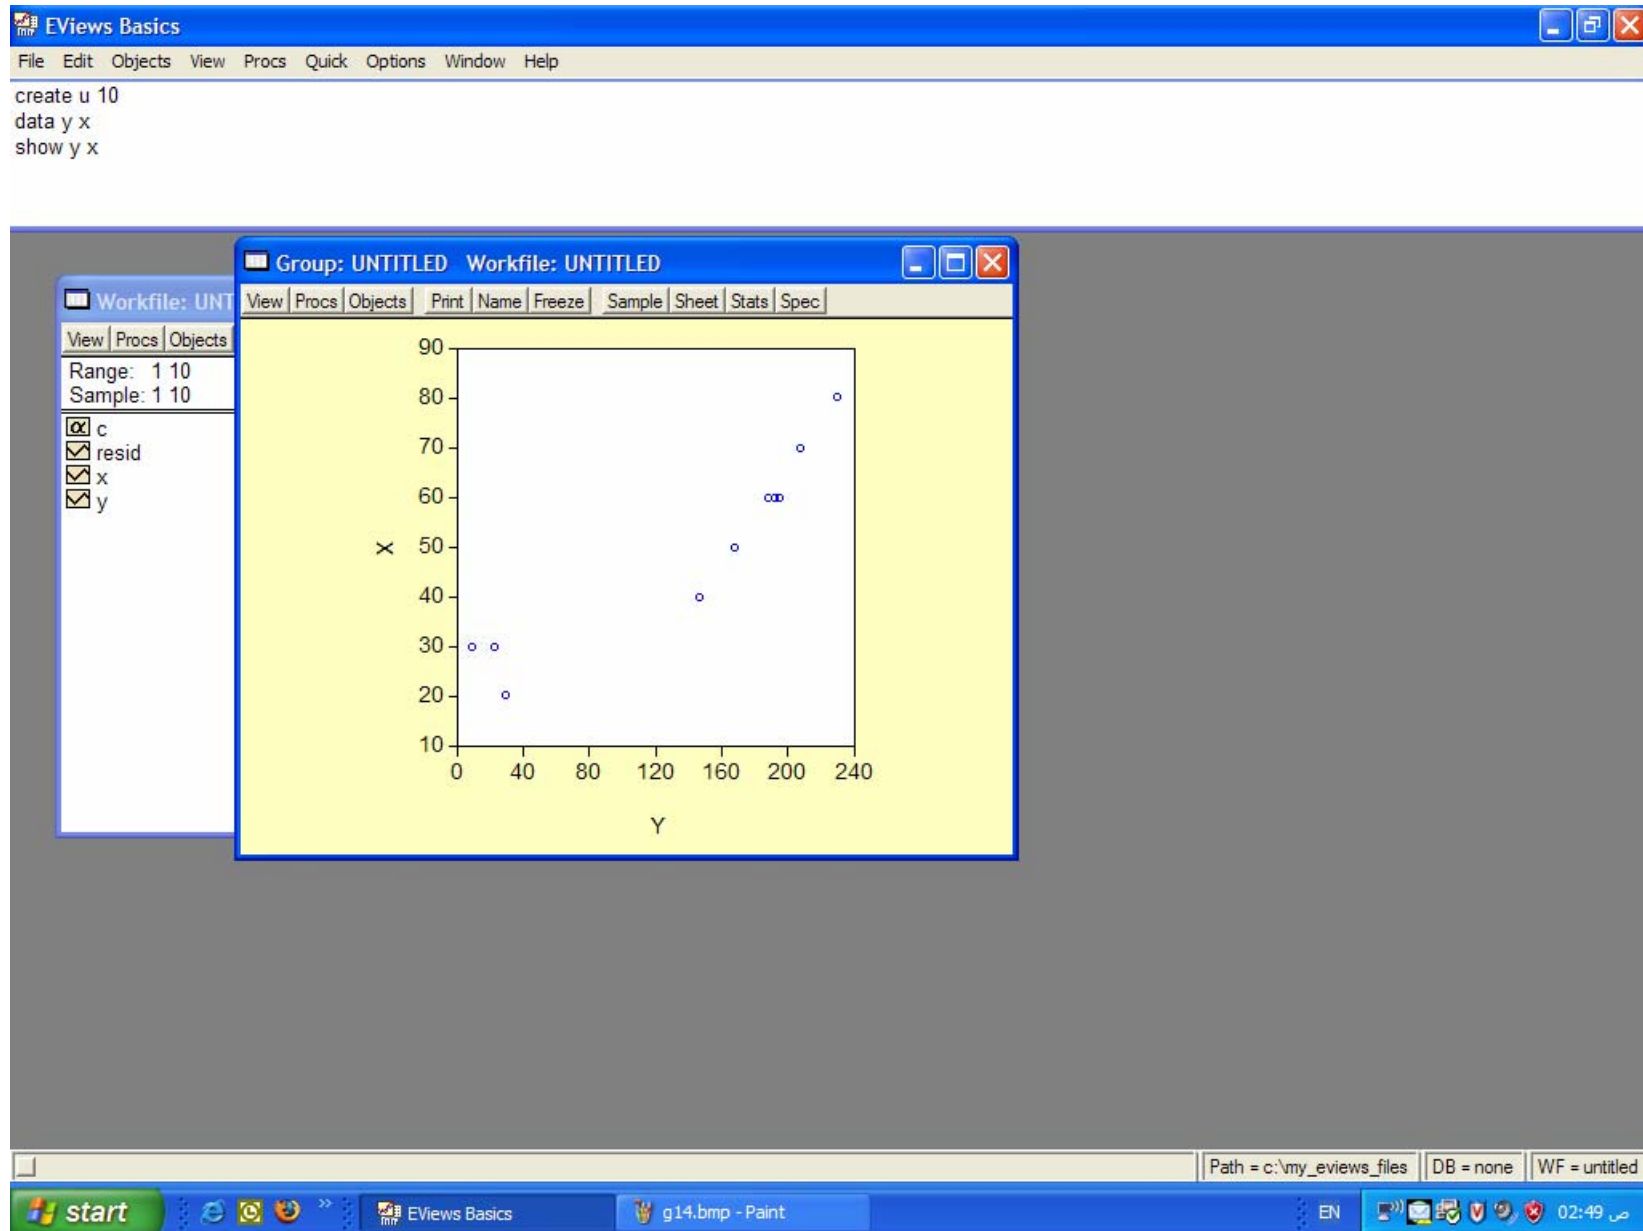 EViews Basics
File Edit Objects View Procs Quick Options Window Help
create u 10
data y x
show y x
Workfile: UNT
View Procs Objects
Range: 1 10
Sample: 1 10
c
resid
x
y
Group: UNTITLED Workfile: UNTITLED
View Procs Objects Print Name Freeze Sample Sheet Stats Spec
90
80
70
60
50
40
30
20
10
X
0 40 80 120 160 200 240
Y
Path = c:\my_eviews_files DB = none WF = untitled
start EViews Basics g14.bmp - Paint EN 02:49 ص